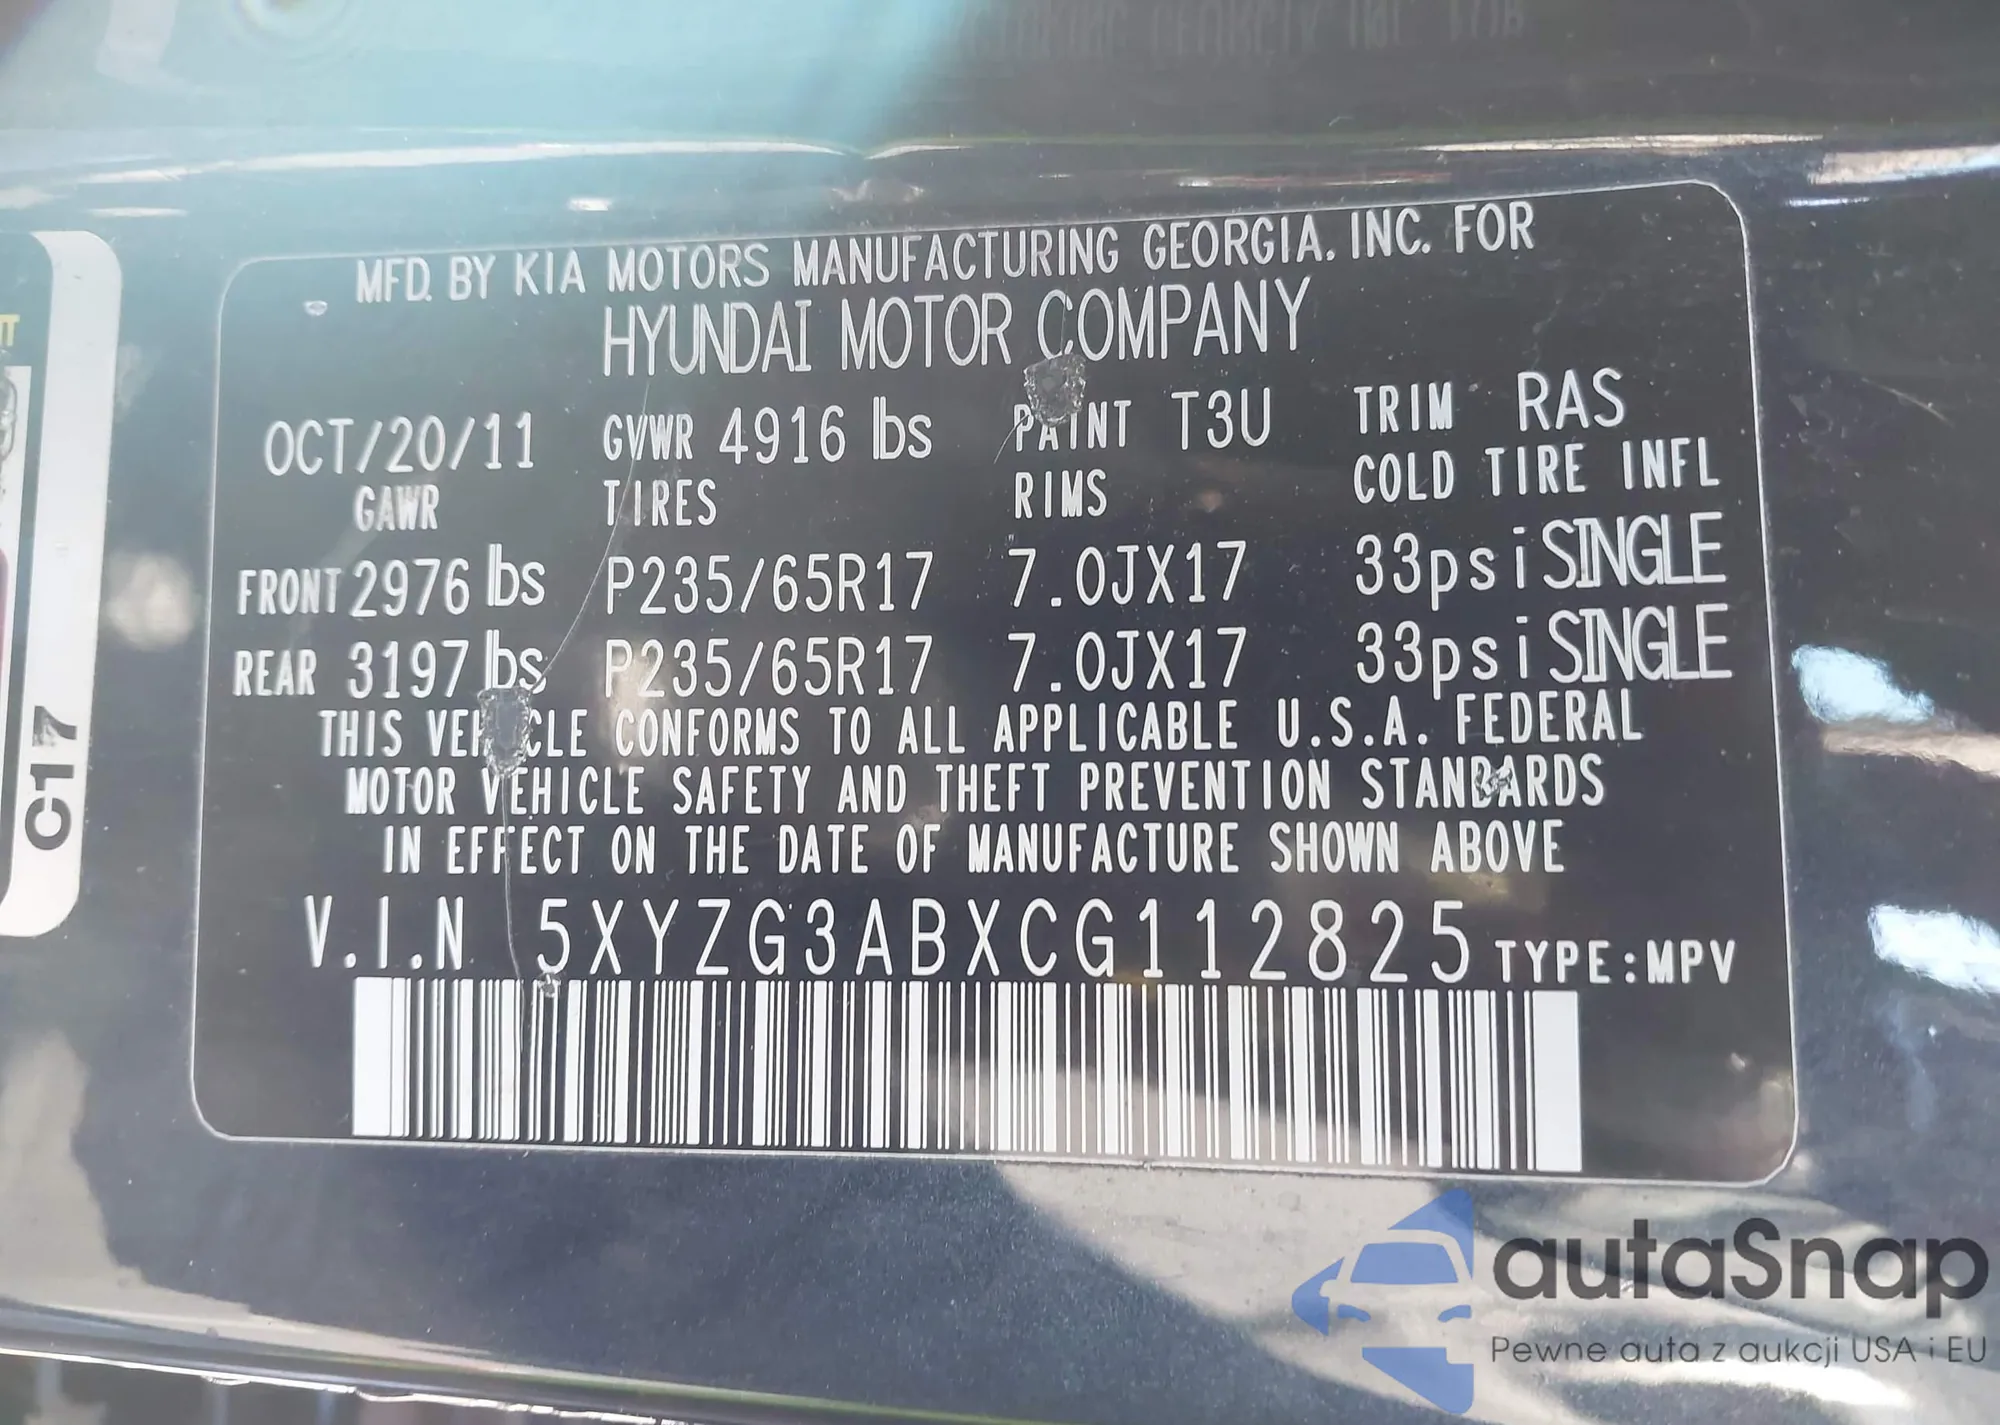 MFD. BY KIA MOTORS MANUFACTURING GEORGIA, INC. FOR
HYUNDAI MOTOR COMPANY
OCT/20/11 GVWR 4916 lbs PAINT T3U TRIM RAS
GAWR TIRES RIMS COLD TIRE INFL
FRONT 2976 lbs P235/65R17 7.0JX17 33psi SINGLE
REAR 3197 lbs P235/65R17 7.0JX17 33psi SINGLE
THIS VEHICLE CONFORMS TO ALL APPLICABLE U.S.A. FEDERAL
MOTOR VEHICLE SAFETY AND THEFT PREVENTION STANDARDS
IN EFFECT ON THE DATE OF MANUFACTURE SHOWN ABOVE
V.I.N 5XYZG3ABXCG112825 TYPE:MPV
C17
autaSnap
Pewne auta z aukcji USA i EU